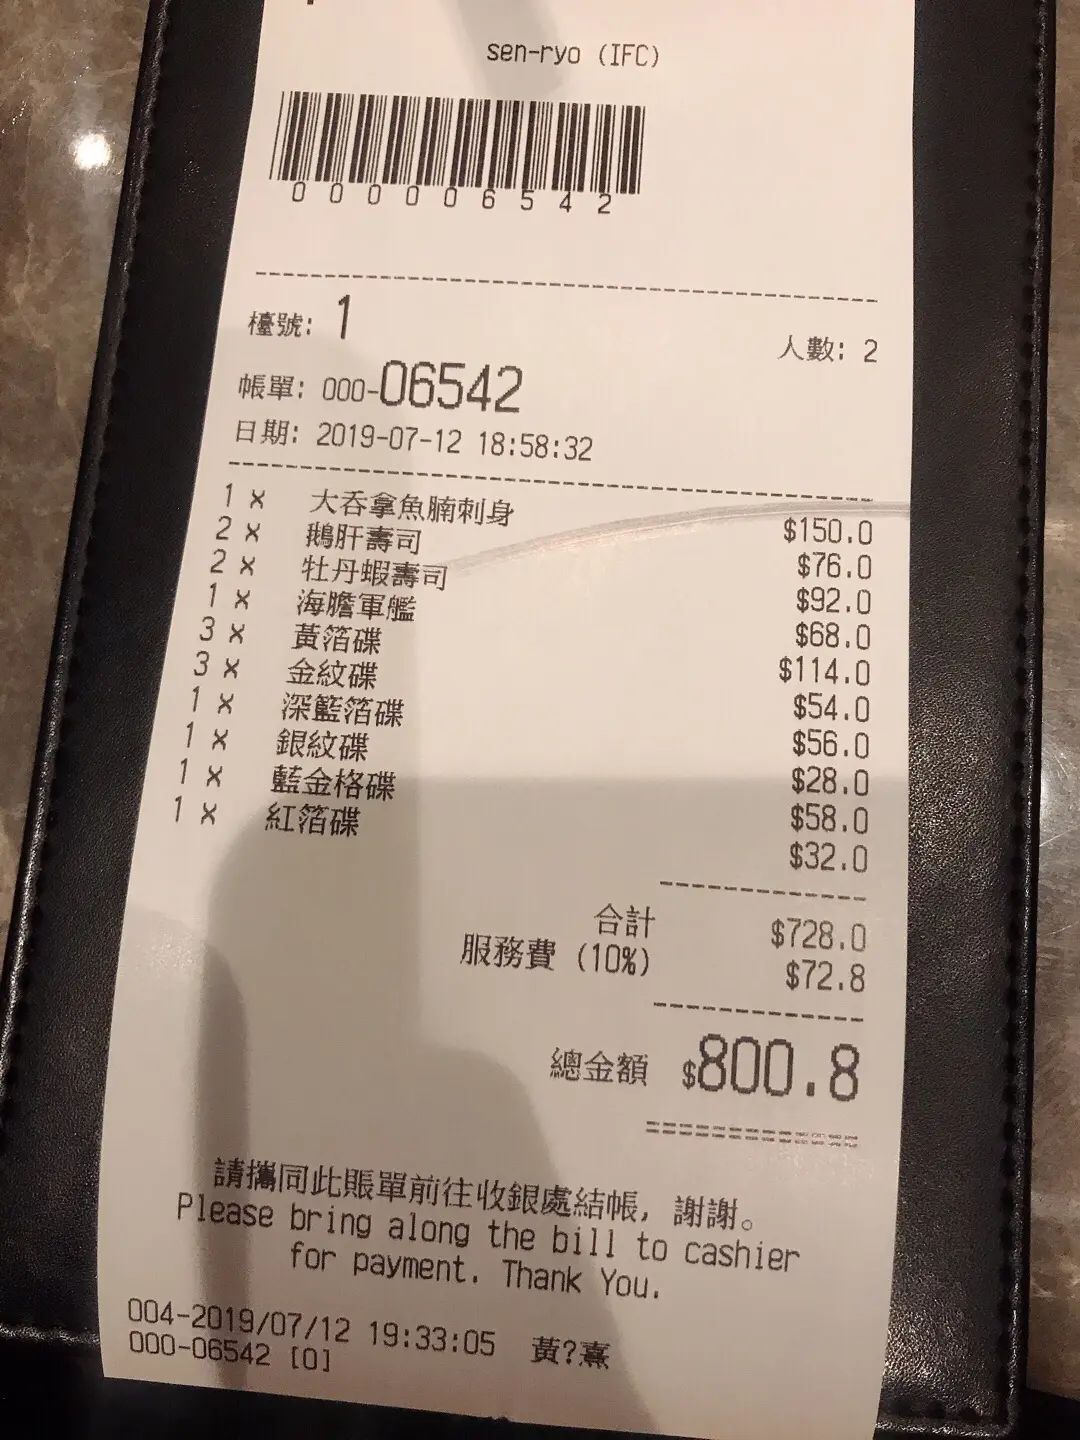 sen-ryo (IFC)
000006542
檯號: 1 人數: 2
帳單: 000-06542
日期: 2019-07-12 18:58:32
1 x 大吞拿魚腩刺身 $150.0
2 x 鵝肝壽司 $76.0
2 x 牡丹蝦壽司 $92.0
1 x 海膽軍艦 $68.0
3 x 黃箔碟 $114.0
3 x 金紋碟 $54.0
1 x 深籃箔碟 $56.0
1 x 銀紋碟 $28.0
1 x 藍金格碟 $58.0
1 x 紅箔碟 $32.0
合計 $728.0
服務費 (10%) $72.8
總金額 $800.8
請攜同此賬單前往收銀處結帳, 謝謝。
Please bring along the bill to cashier
for payment. Thank You.
004-2019/07/12 19:33:05 黃?熹
000-06542 [0]